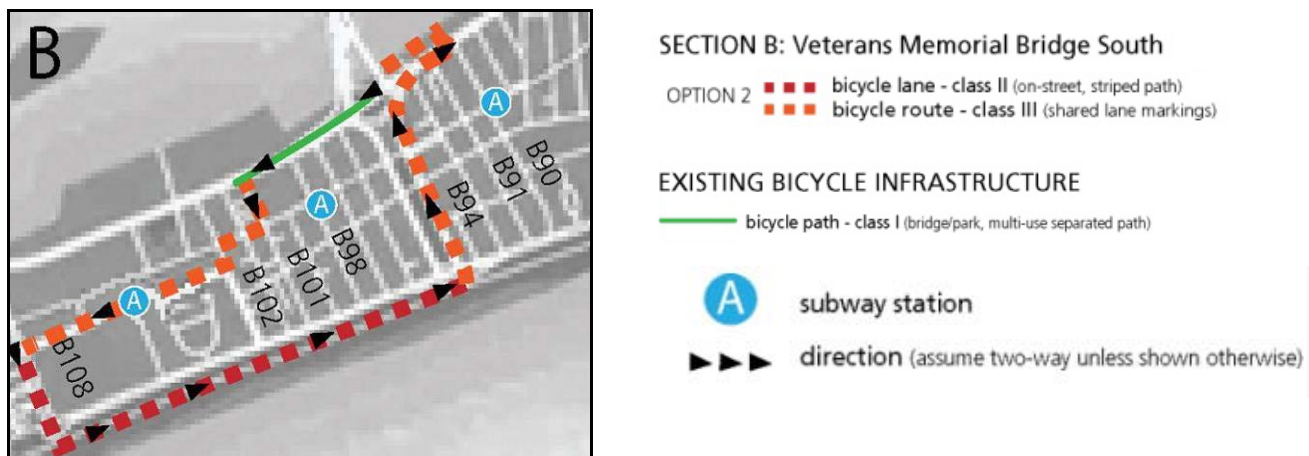 B
A
B90
B91
B94
A
B98
B101
B102
A
B108
SECTION B: Veterans Memorial Bridge South
OPTION 2
bicycle lane - class II (on-street, striped path)
bicycle route - class III (shared lane markings)
EXISTING BICYCLE INFRASTRUCTURE
bicycle path - class I (bridge/park, multi-use separated path)
A subway station
direction (assume two-way unless shown otherwise)